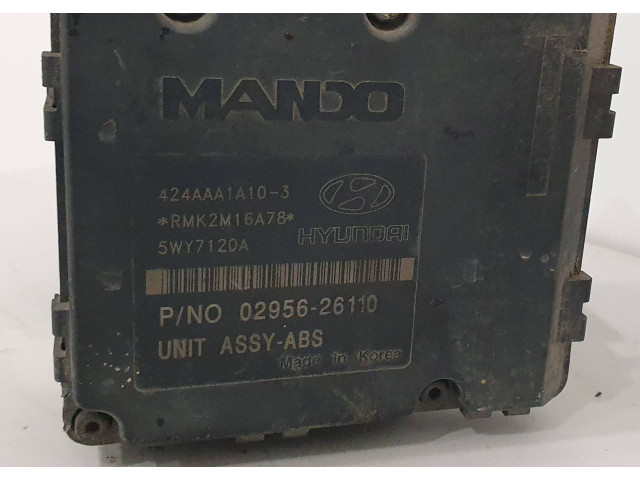 MANDO
424AAA1A10-3
*RMK2M16A78*
5WY7120A
HYUNDAI
P/NO 02956-26110
UNIT ASSY-ABS
Made in Korea